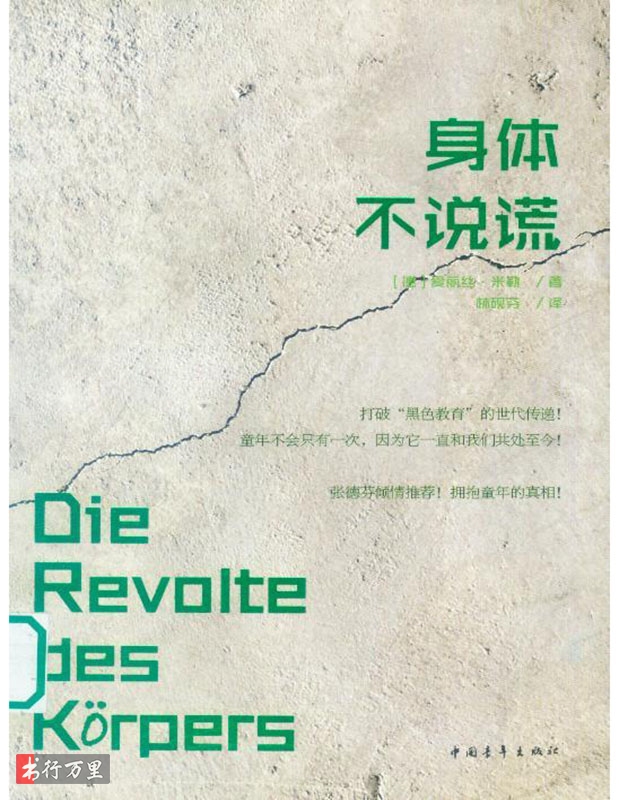 身体
不说谎
[德] 爱丽丝·米勒 / 著
林砚芬 / 译
打破“黑色教育”的世代传递！
童年不会只有一次，因为它一直和我们共处至今！
张德芬倾情推荐！拥抱童年的真相！
Die
Revolte
des
Körpers
中国青年出版社
书行万里